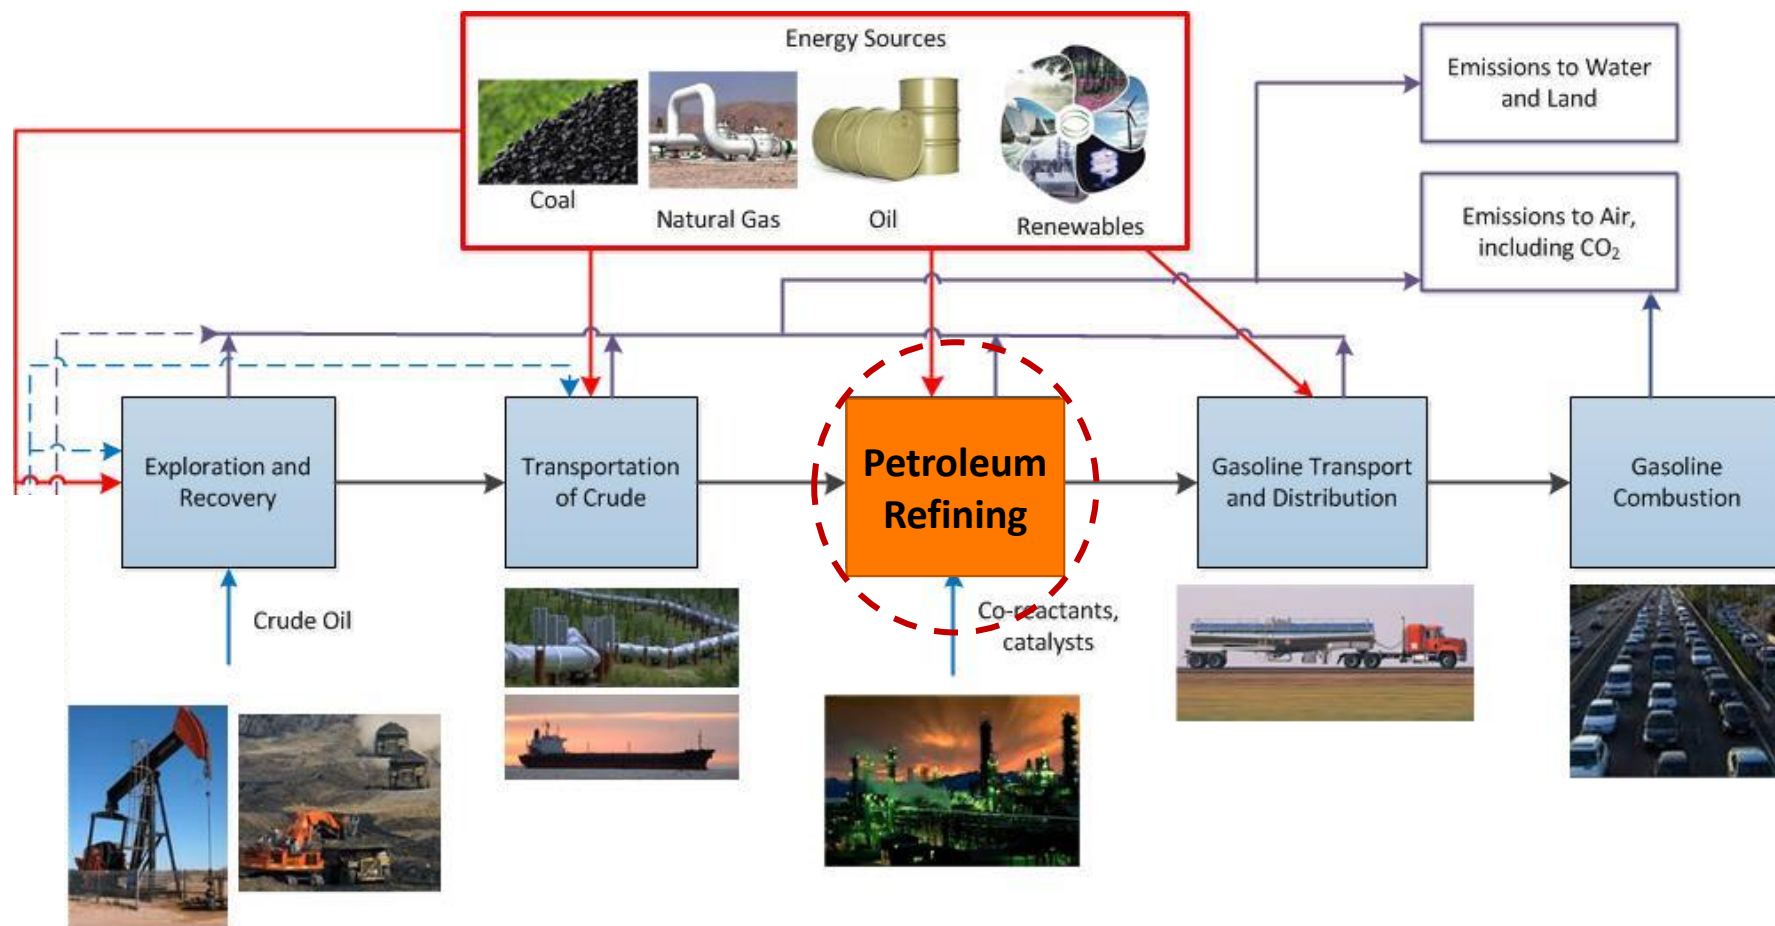 Energy Sources
Coal
Natural Gas
Oil
Renewables
Emissions to Water
and Land
Emissions to Air,
including CO₂
Exploration and
Recovery
Transportation
of Crude
Petroleum
Refining
Gasoline Transport
and Distribution
Gasoline
Combustion
Crude Oil
Co-reactants,
catalysts